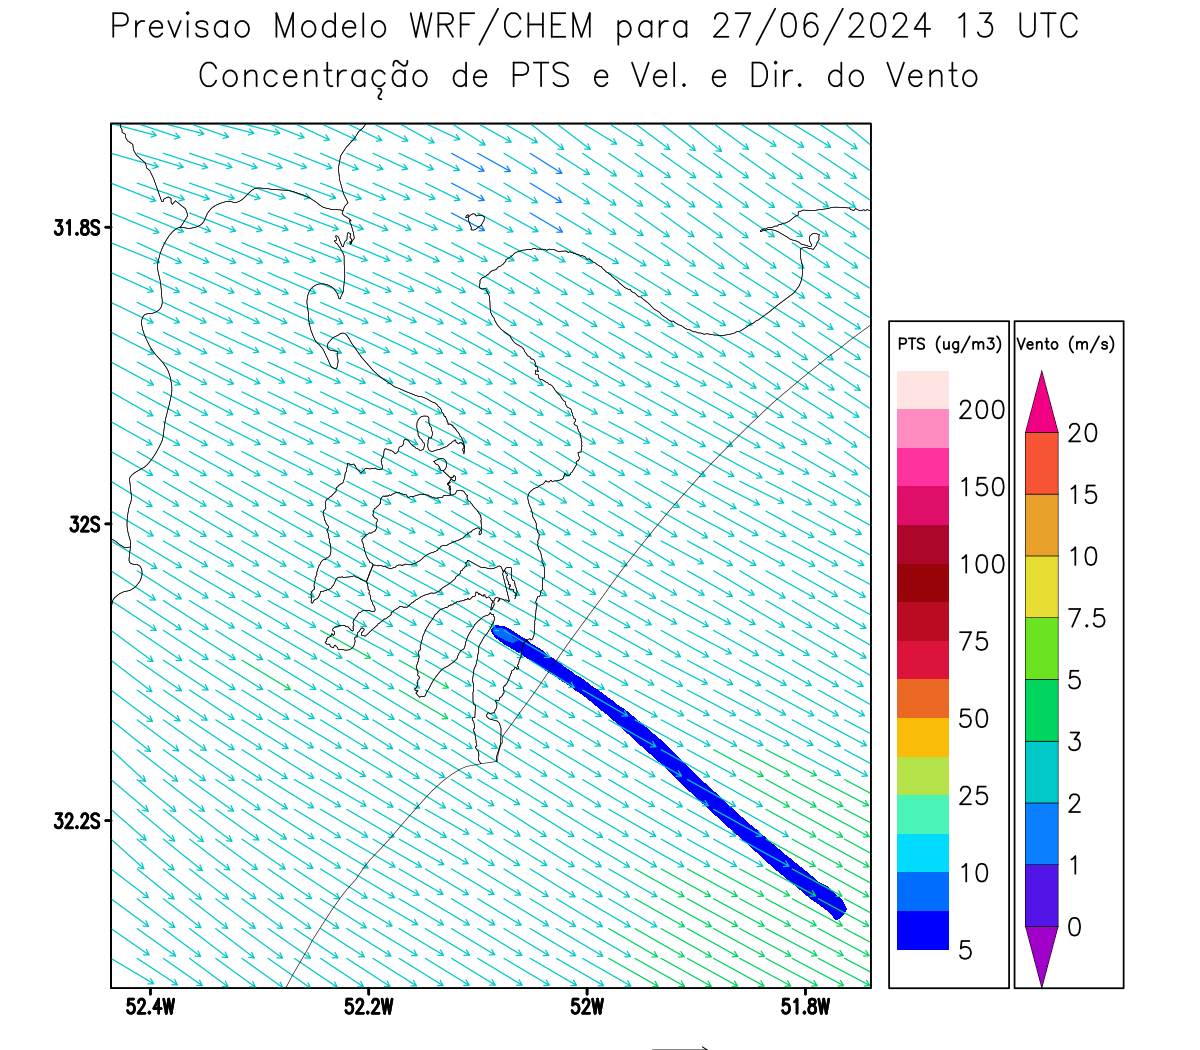 Previsao Modelo WRF/CHEM para 27/06/2024 13 UTC
Concentração de PTS e Vel. e Dir. do Vento
31.8S
32S
32.2S
52.4W 52.2W 52W 51.8W
PTS (ug/m3)
200
150
100
75
50
25
10
5
Vento (m/s)
20
15
10
7.5
5
3
2
1
0